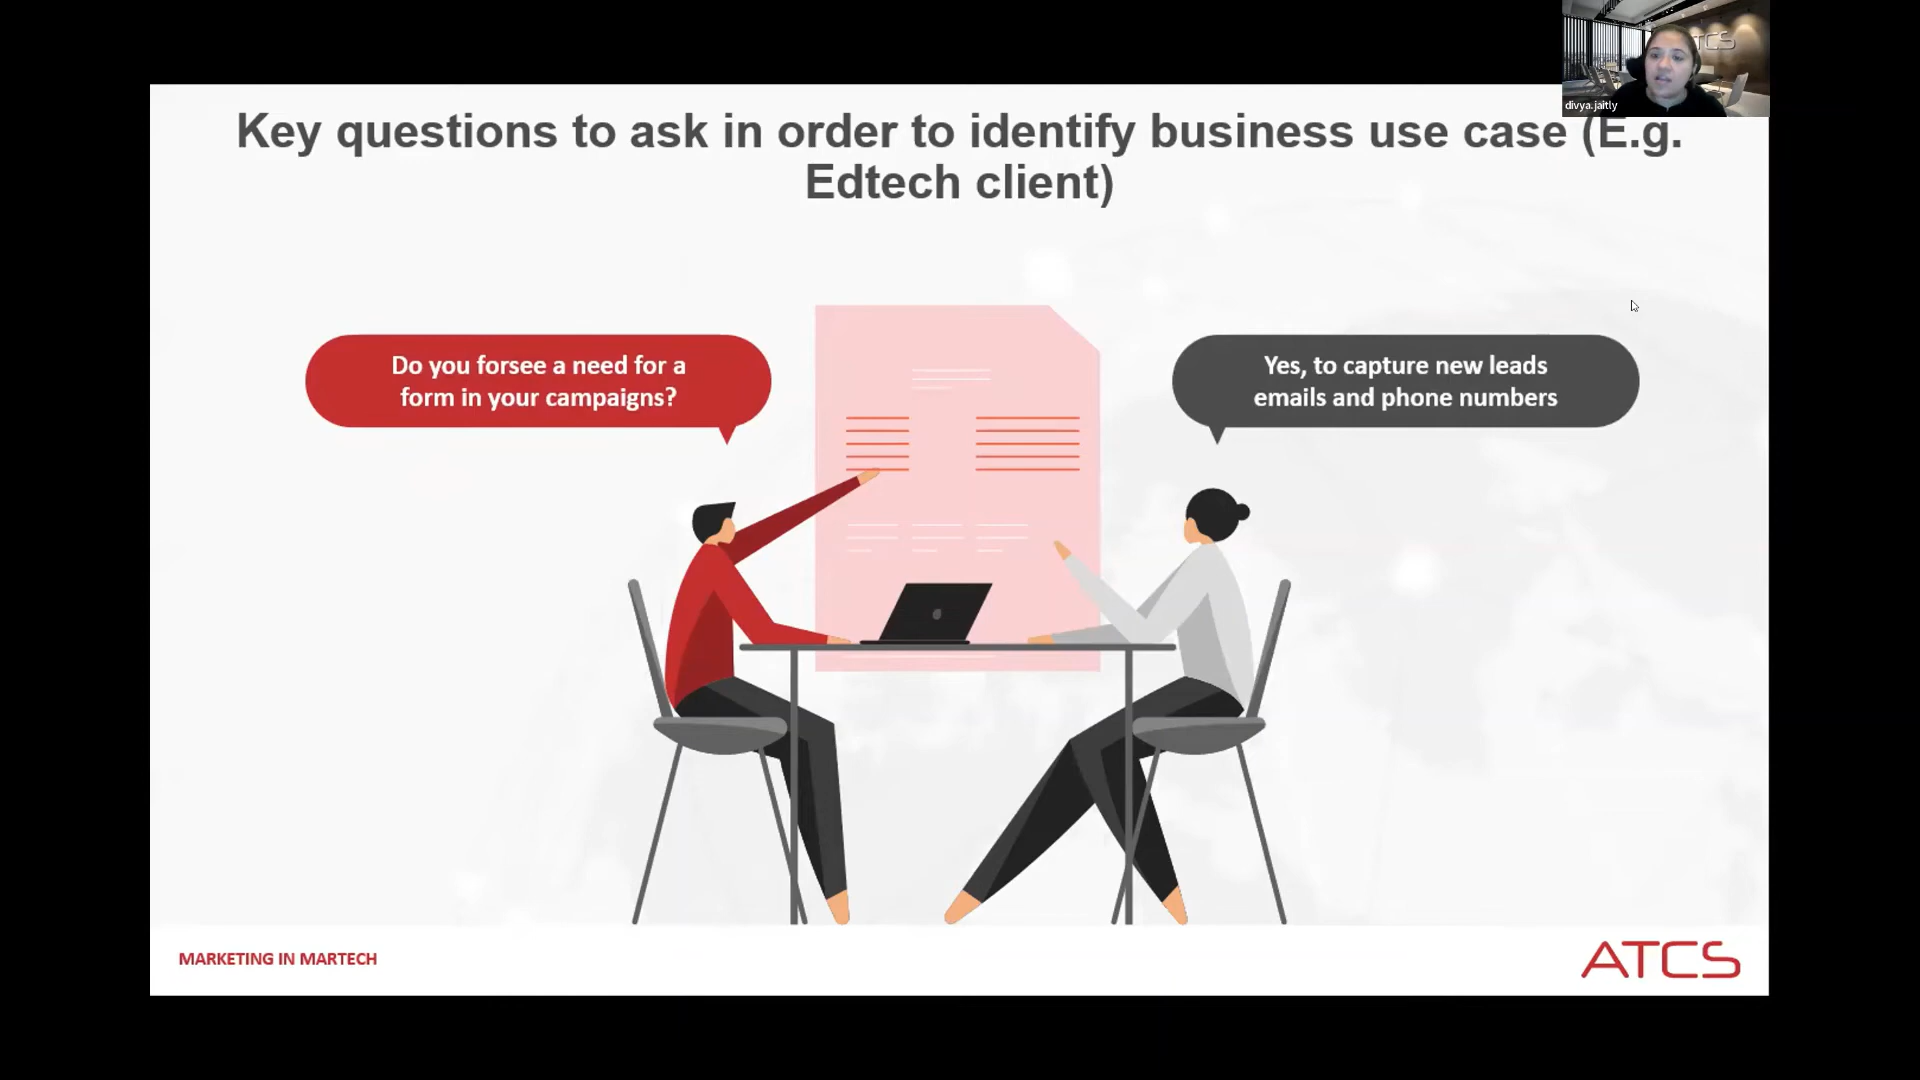 TCS
divya.jaitly
Key questions to ask in order to identify business use case (E.g.
Edtech client)
Do you forsee a need for a
form in your campaigns?
Yes, to capture new leads
emails and phone numbers
MARKETING IN MARTECH
ATCS